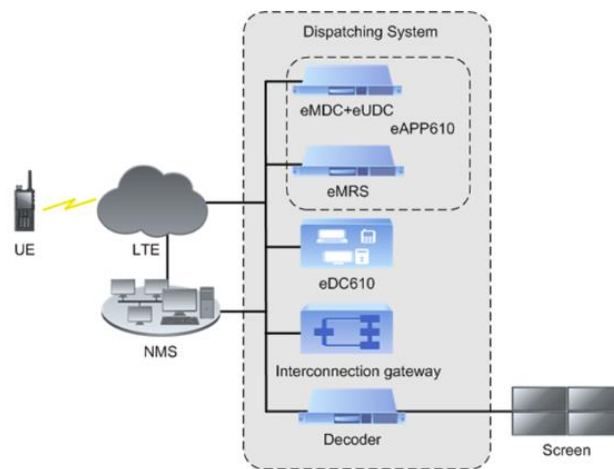 Dispatching System
eMDC+eUDC
eAPP610
eMRS
UE
LTE
eDC610
NMS
Interconnection gateway
Decoder
Screen